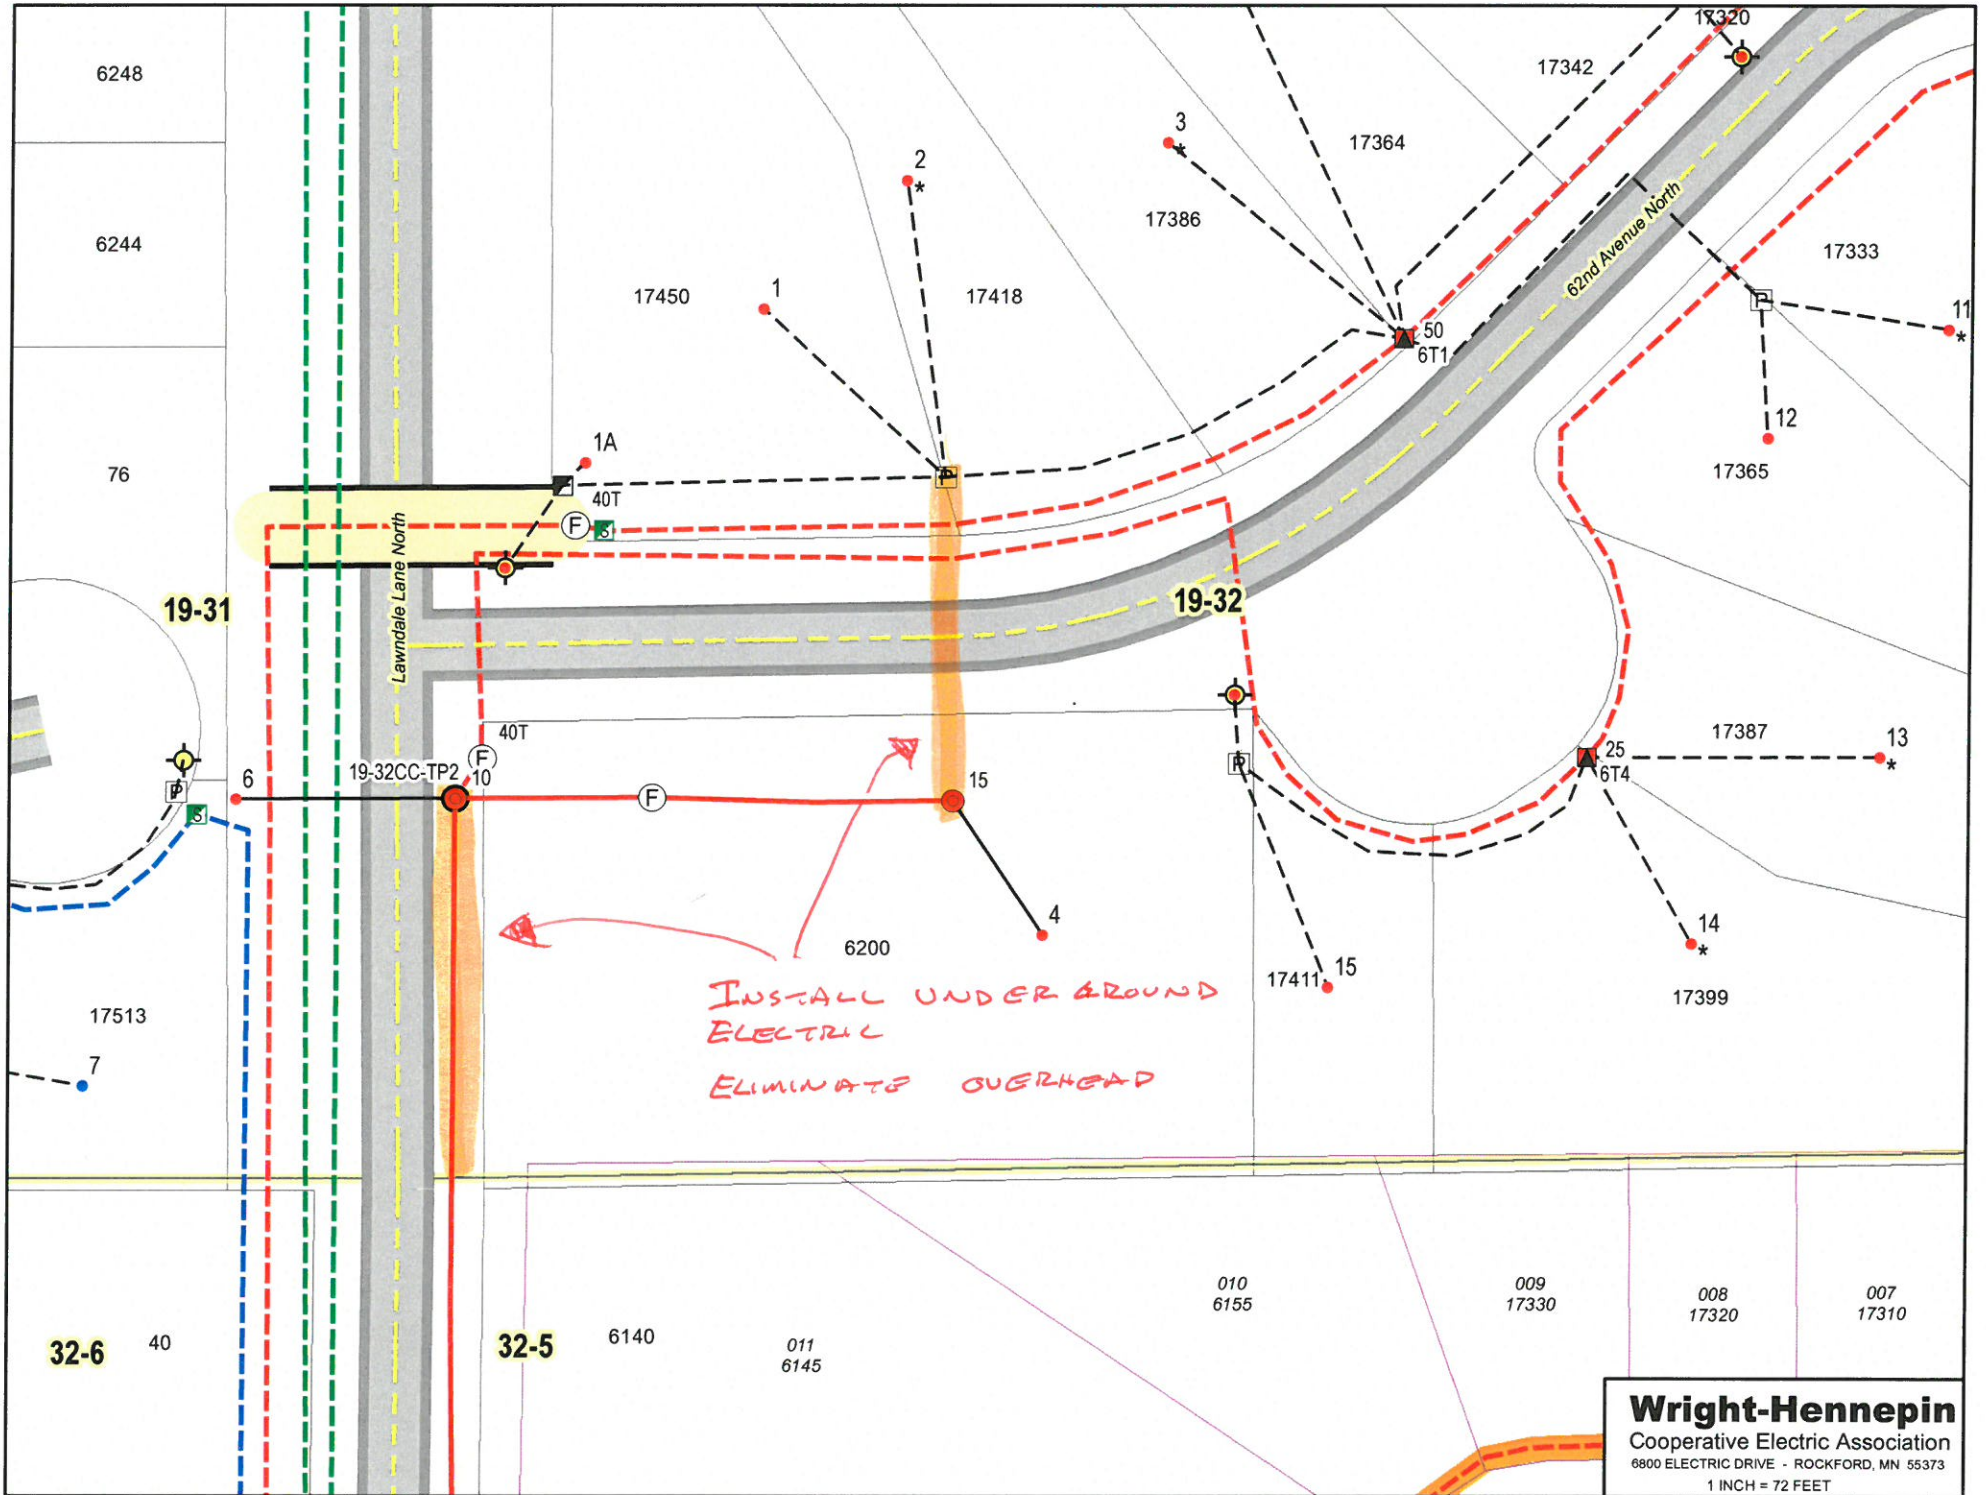 17320
6248
17342
3
*
17364
2
*
17386
6244
17333
62nd Avenue North
1
17450
17418
11
*
50
6T1
P
12
17365
1A
76
P
40T
F
S
Lawndale Lane North
19-31
19-32
40T
F
17387
25
6T4
13
*
P
P
19-32CC-TP2
10
6
F
15
S
4
14
*
6200
17411
15
17399
INSTALL UNDERGROUND
ELECTRIC
ELIMINATE OVERHEAD
17513
7
010
6155
009
17330
008
17320
007
17310
32-6
40
32-5
6140
011
6145
Wright-Hennepin
Cooperative Electric Association
6800 ELECTRIC DRIVE - ROCKFORD, MN 55373
1 INCH = 72 FEET